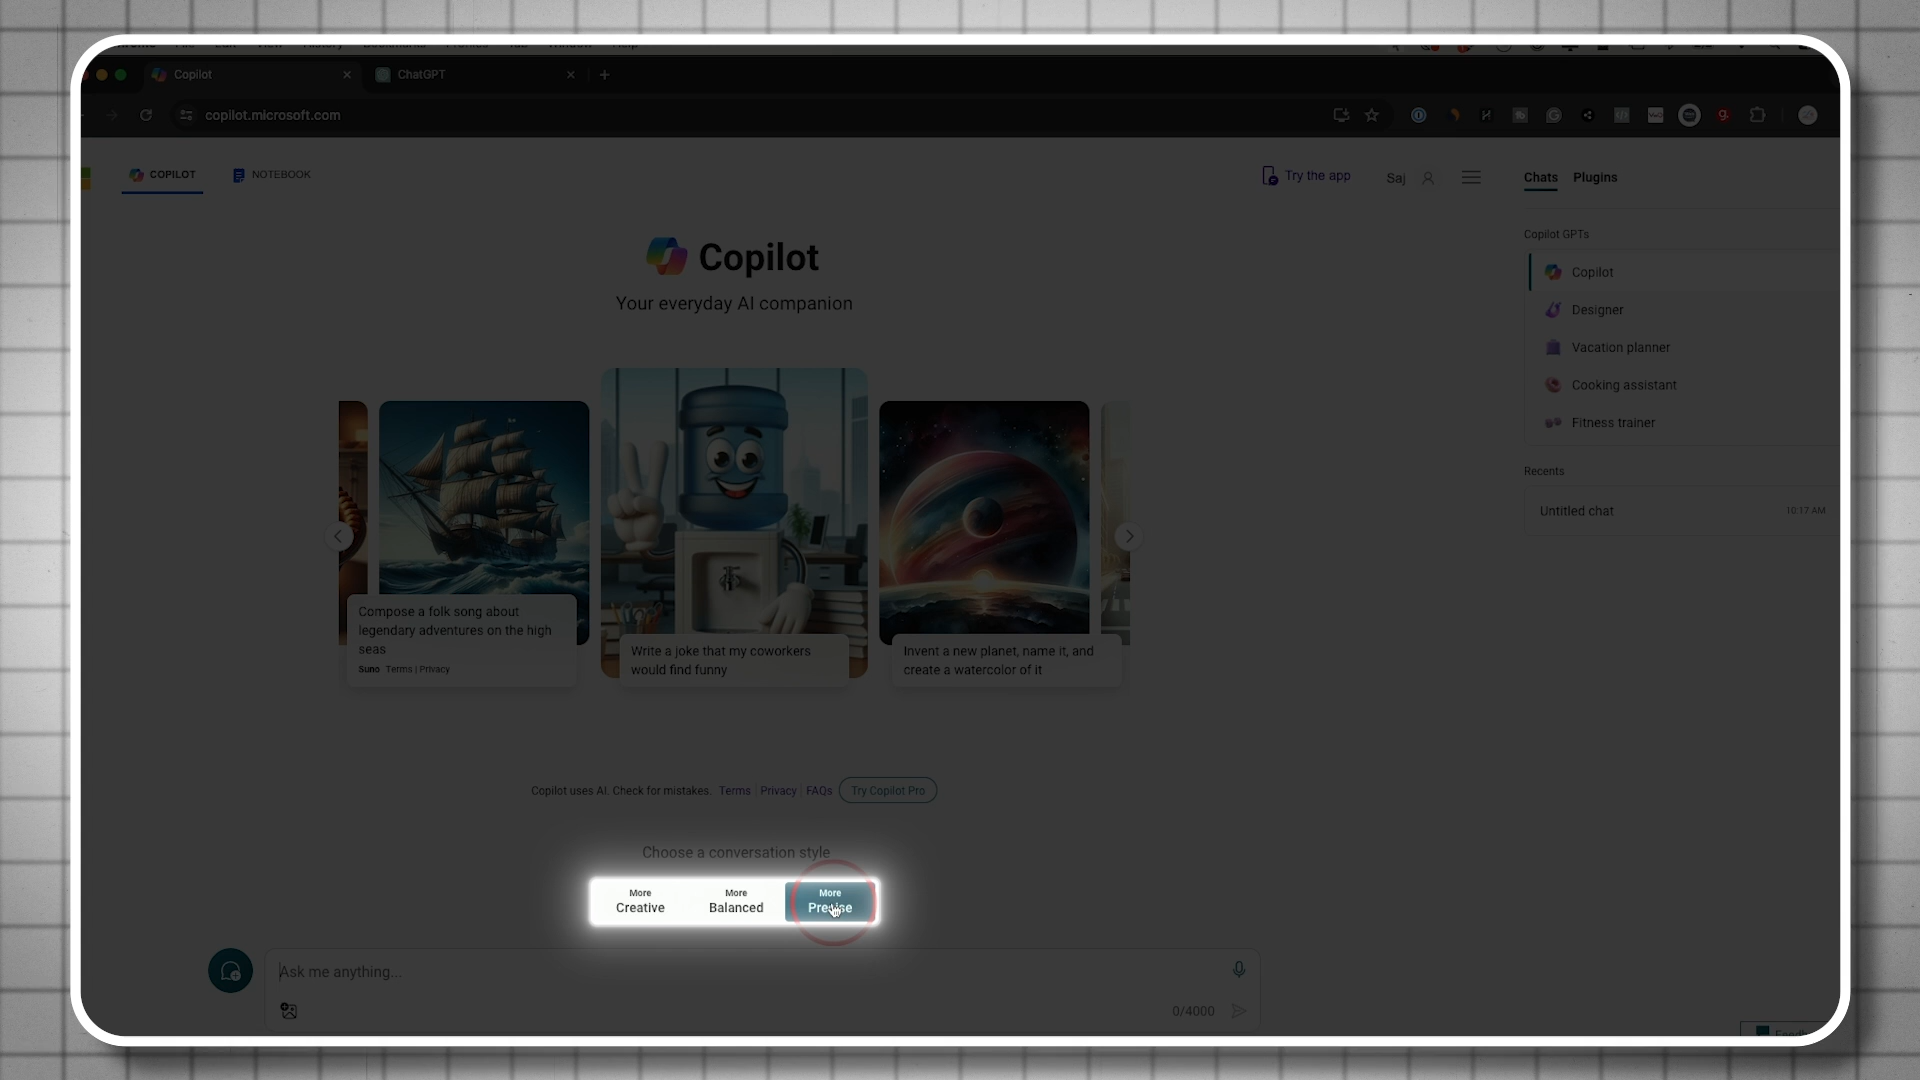 Copilot
ChatGPT
copilot.microsoft.com
COPILOT
NOTEBOOK
Try the app
Saj
Chats
Plugins
Copilot
Your everyday AI companion
Copilot GPTs
Copilot
Designer
Vacation planner
Cooking assistant
Fitness trainer
Recents
Untitled chat
10:17 AM
Compose a folk song about
legendary adventures on the high
seas
Suno Terms | Privacy
Write a joke that my coworkers
would find funny
Invent a new planet, name it, and
create a watercolor of it
Copilot uses AI. Check for mistakes. Terms | Privacy | FAQs
Try Copilot Pro
Choose a conversation style
More
Creative
More
Balanced
More
Precise
Ask me anything...
0/4000